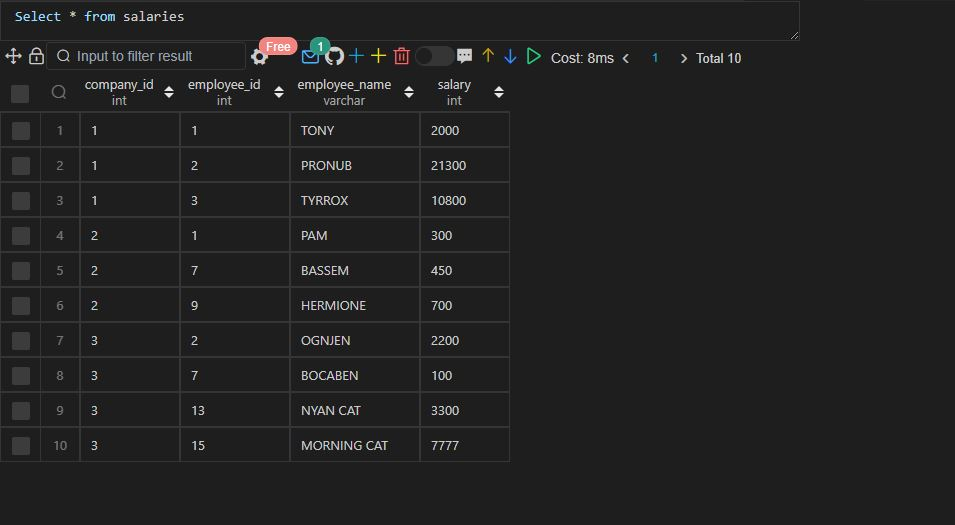 Select * from salaries
Input to filter result Free 1 Cost: 8ms 1 Total 10
company_id employee_id employee_name salary
int int varchar int
1 1 1 TONY 2000
2 1 2 PRONUB 21300
3 1 3 TYRROX 10800
4 2 1 PAM 300
5 2 7 BASSEM 450
6 2 9 HERMIONE 700
7 3 2 OGNJEN 2200
8 3 7 BOCABEN 100
9 3 13 NYAN CAT 3300
10 3 15 MORNING CAT 7777